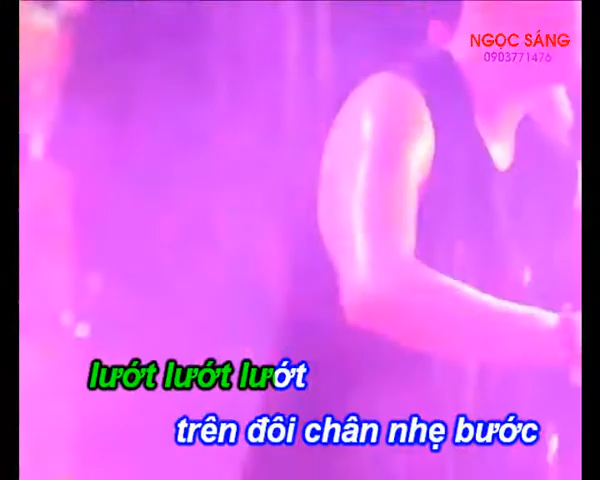 NGỌC SÁNG
0903771476
lướt lướt lướt
trên đôi chân nhẹ bước